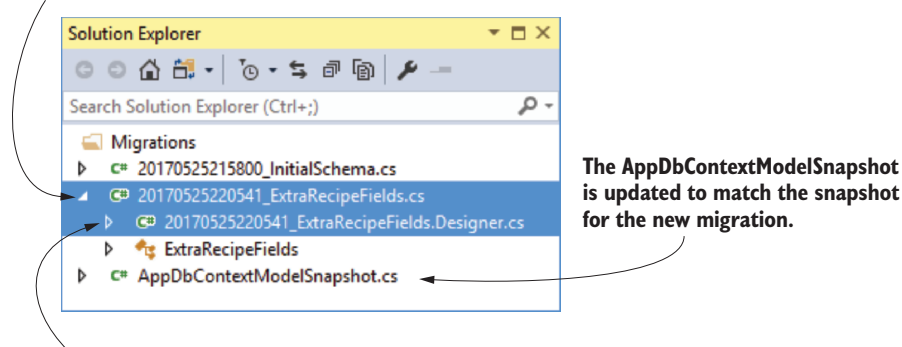 Solution Explorer
Search Solution Explorer (Ctrl+;)
Migrations
C# 20170525215800_InitialSchema.cs
C# 20170525220541_ExtraRecipeFields.cs
C# 20170525220541_ExtraRecipeFields.Designer.cs
ExtraRecipeFields
C# AppDbContextModelSnapshot.cs
The AppDbContextModelSnapshot
is updated to match the snapshot
for the new migration.